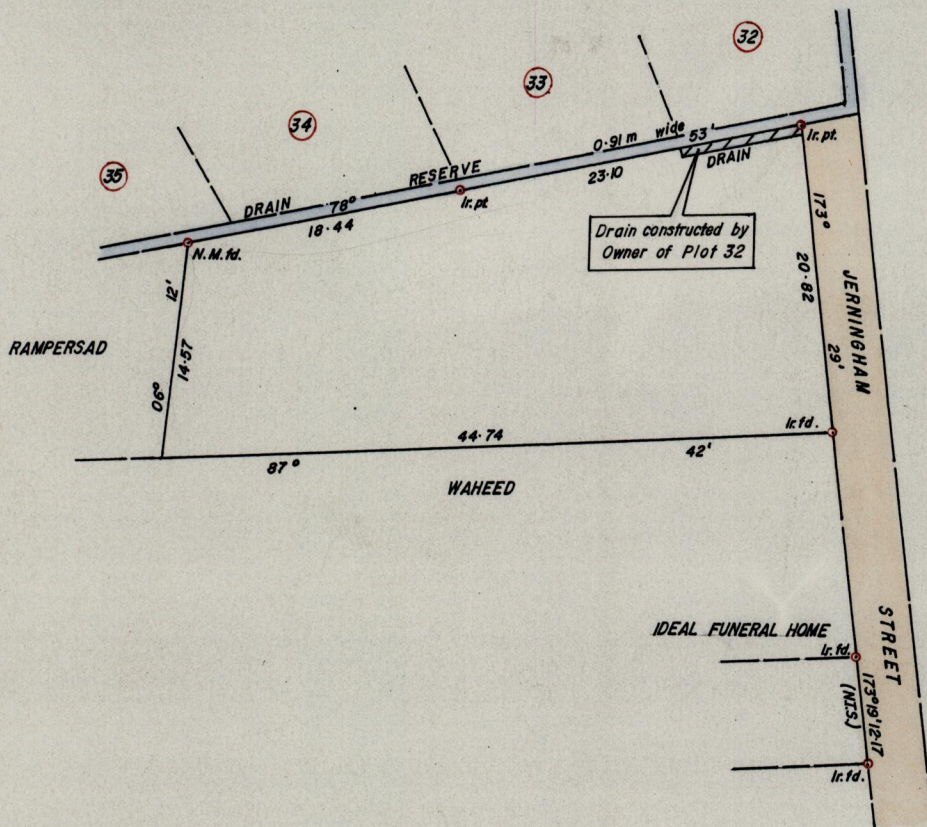 32
33
34
35
0·91 m wide
53'
Ir. pt.
DRAIN
RESERVE
DRAIN
78°
18·44
23·10
Ir. pt
N.M. fd.
Drain constructed by
Owner of Plot 32
173°
20·82
29'
JERNINGHAM
STREET
12'
14·57
06°
RAMPERSAD
44·74
87°
42'
Ir. fd.
WAHEED
IDEAL FUNERAL HOME
Ir. fd.
173° 19', 12·17
(N.T.S.)
Ir. fd.